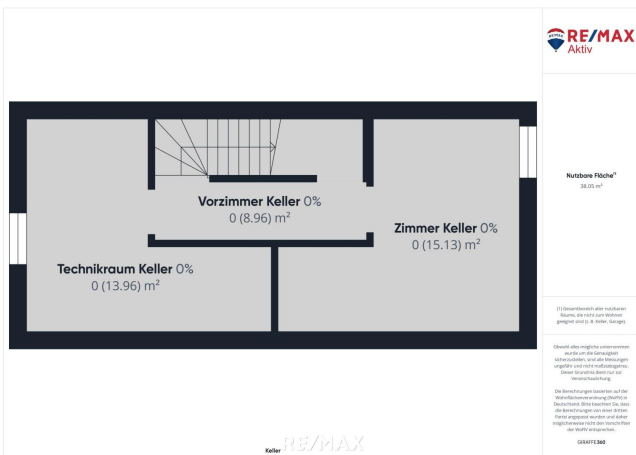 RE/MAX
Aktiv
Nutzbare Fläche
38.05 m²
Vorzimmer Keller 0%
0 (8.96) m²
Zimmer Keller 0%
0 (15.13) m²
Technikraum Keller 0%
0 (13.96) m²
[1] Gesamtbereich aller nutzbaren
Räume, die nicht zum Wohnen
geeignet sind (z. B. Keller, Garage).
Obwohl alles mögliche unternommen
wurde um die Genauigkeit
sicherzustellen, sind alle Messungen
ungefähr und nicht maßstabsgetreu.
Dieser Grundriss dient nur zur
Veranschaulichung.
Die Berechnungen basierten auf der
Wohnflächenverordnung (WoFlV) in
Deutschland. Bitte beachten Sie, dass
die Berechnungen von einer dritten
Partei angepasst wurden und daher
möglicherweise nicht den Vorschriften
der WoFlV entsprechen.
GIRAFFE360
Keller
RE/MAX